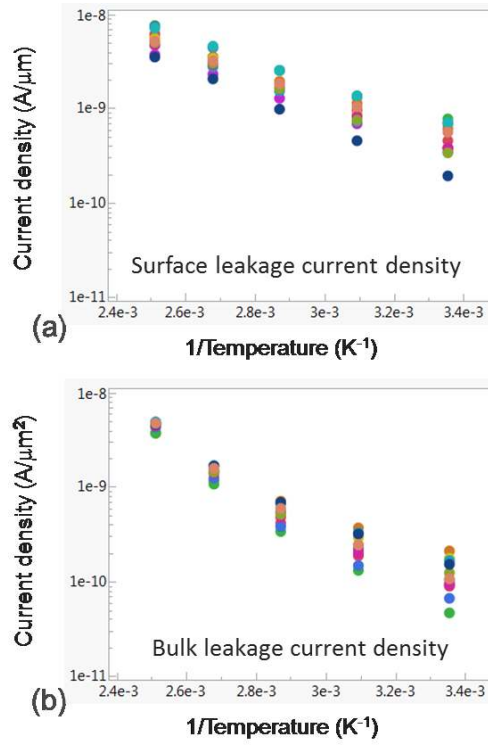 1e-8
1e-9
1e-10
1e-11
Current density (A/μm)
Surface leakage current density
2.4e-3 2.6e-3 2.8e-3 3e-3 3.2e-3 3.4e-3
(a)
1/Temperature (K⁻¹)
1e-8
1e-9
1e-10
1e-11
Current density (A/μm²)
Bulk leakage current density
2.4e-3 2.6e-3 2.8e-3 3e-3 3.2e-3 3.4e-3
(b)
1/Temperature (K⁻¹)